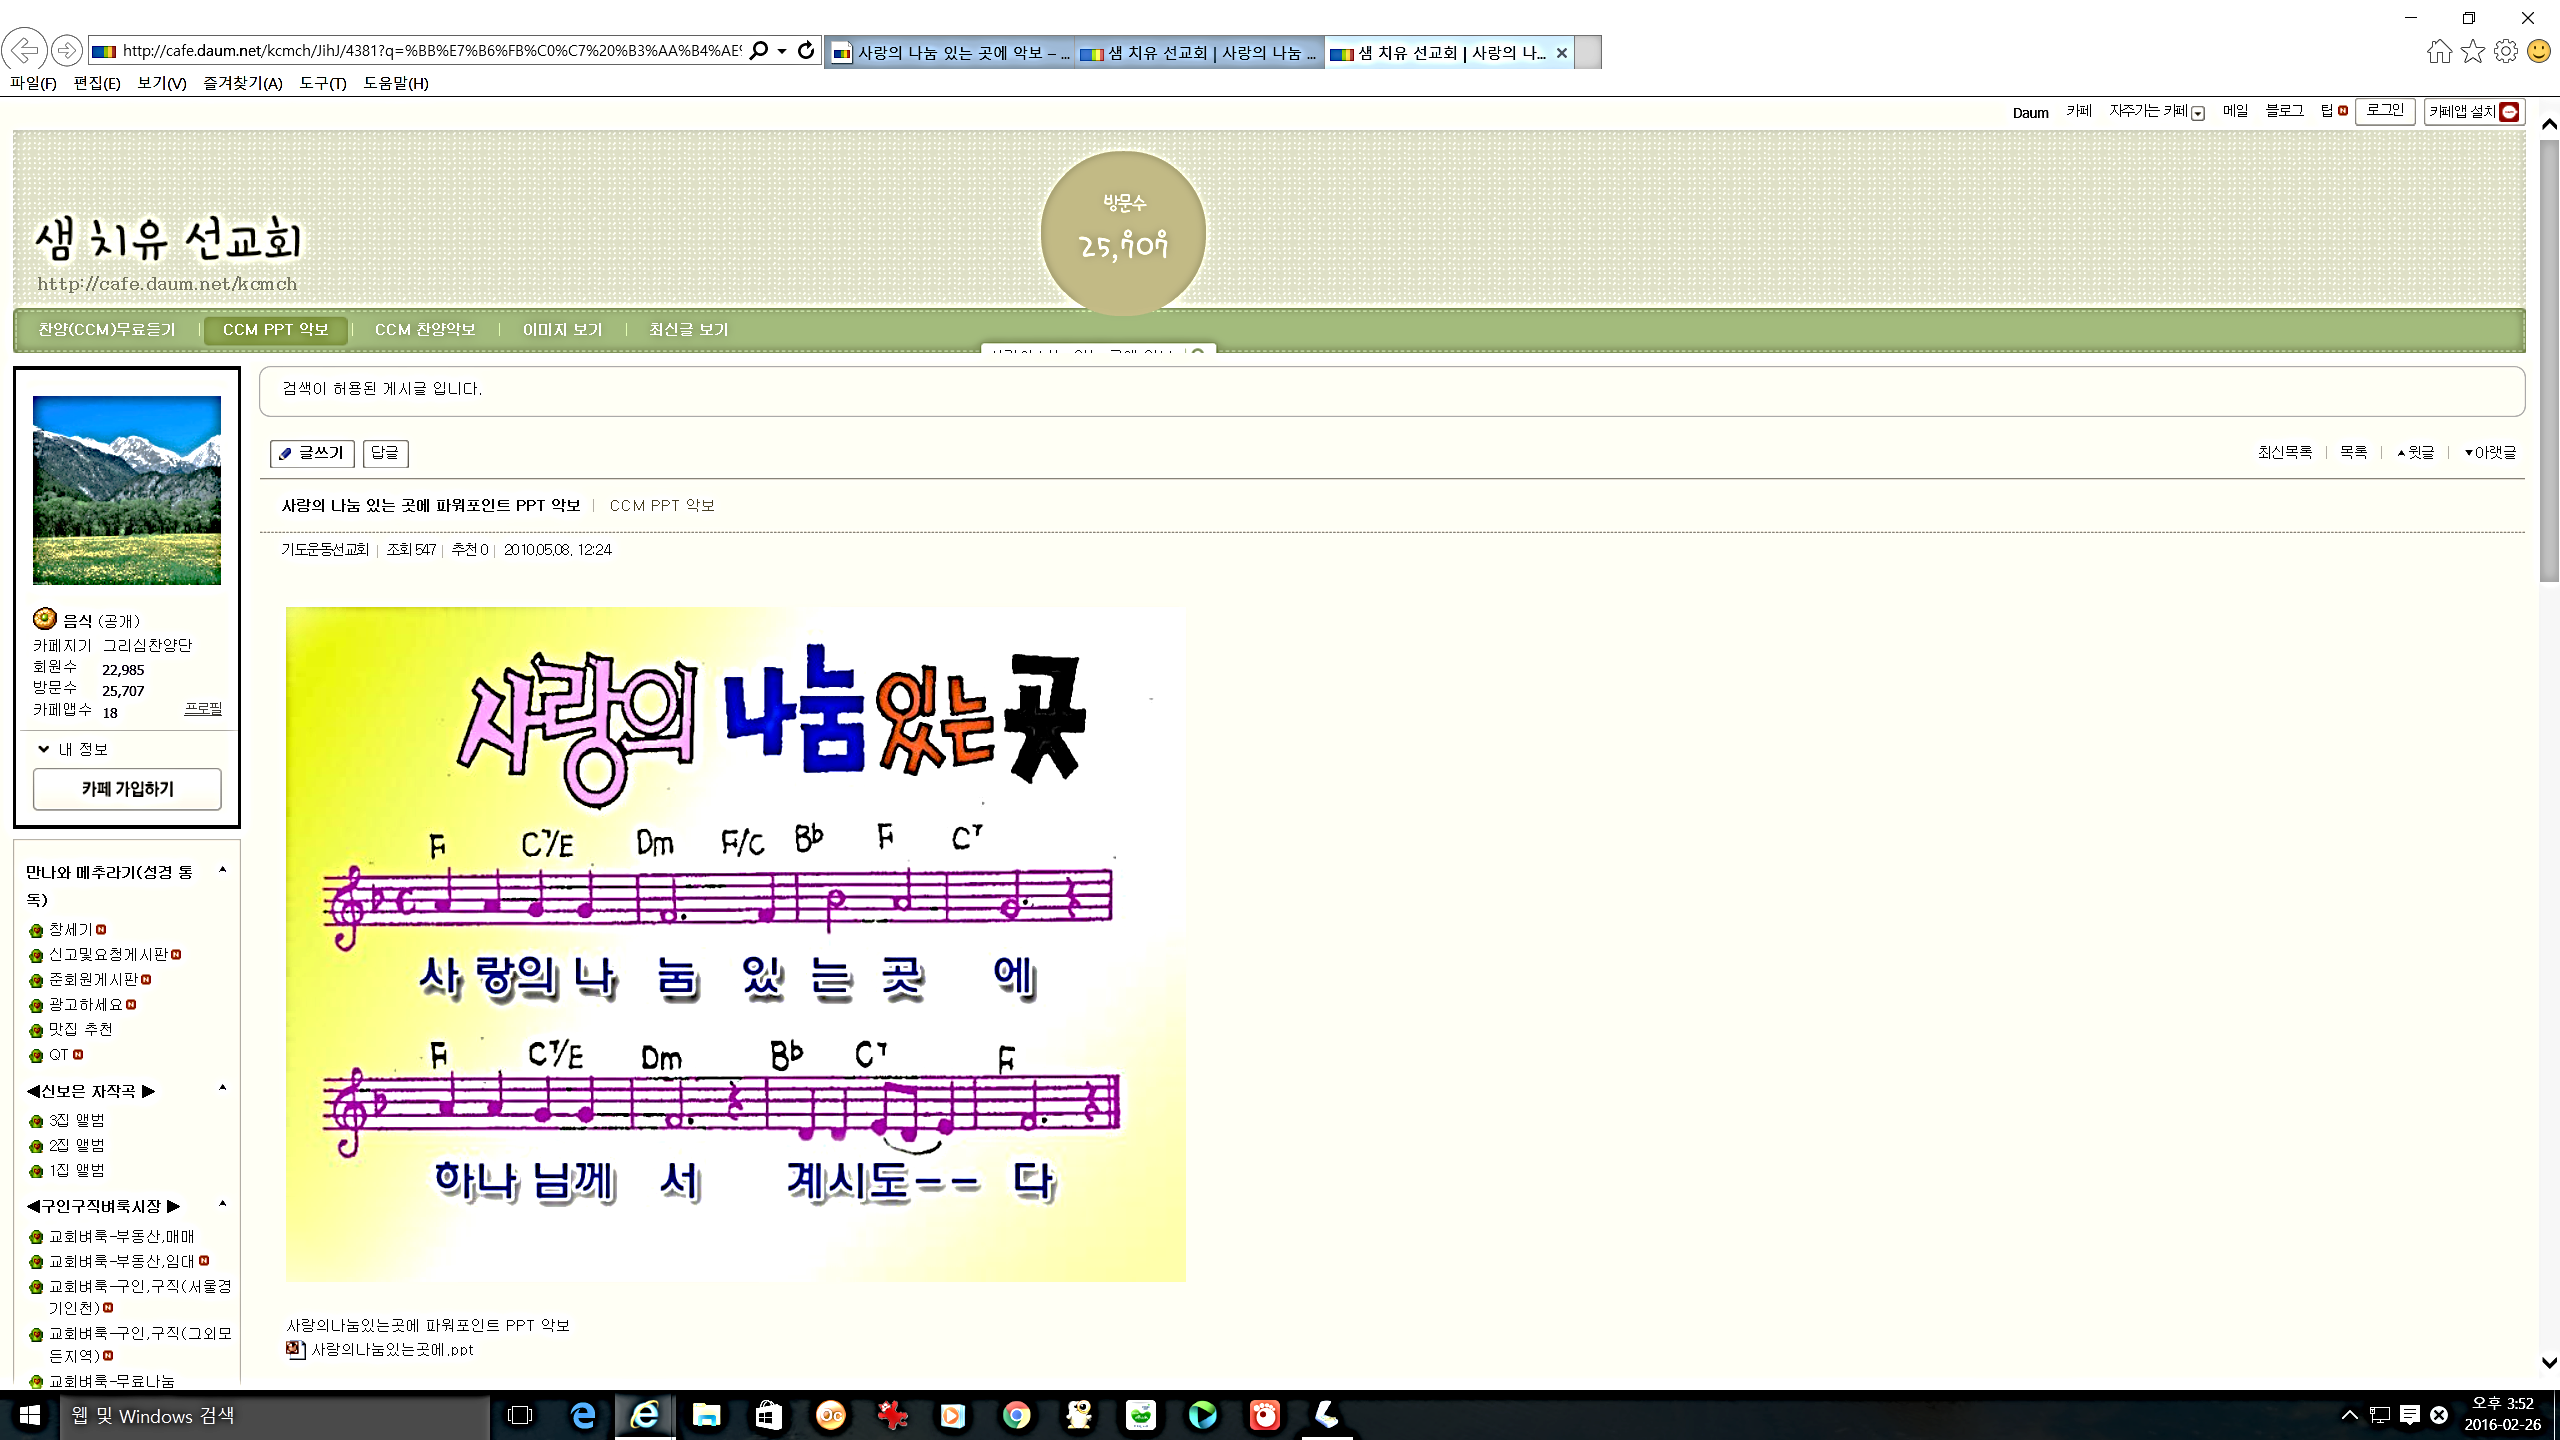 http://cafe.daum.net/kcmch/JihJ/4381?q=%BB%E7%B6%FB%C0%C7%20%B3%AA%B4%AE%
사랑의 나눔 있는 곳에 악보 – ...
샘 치유 선교회 | 사랑의 나눔 ...
샘 치유 선교회 | 사랑의 나...
파일(F) 편집(E) 보기(V) 즐겨찾기(A) 도구(T) 도움말(H)
Daum 카페 자주가는 카페 메일 블로그 팁 로그인 카페앱 설치
방문수
25,707
샘 치유 선교회
http://cafe.daum.net/kcmch
찬양(CCM)무료듣기 | CCM PPT 악보 | CCM 찬양악보 | 이미지 보기 | 최신글 보기
검색이 허용된 게시글 입니다.
글쓰기 답글
최신목록 | 목록 | ▲윗글 | ▼아랫글
사랑의 나눔 있는 곳에 파워포인트 PPT 악보 | CCM PPT 악보
기도운동선교회 | 조회 547 | 추천 0 | 2010.05.08. 12:24
음식 (공개)
카페지기 그리심찬양단
회원수 22,985
방문수 25,707
카페앱수 18 프로필
내 정보
카페 가입하기
만나와 메추라기(성경 통
독)
창세기
신고및요청게시판
준회원게시판
광고하세요
맛집 추천
QT
◀신보은 자작곡 ▶
3집 앨범
2집 앨범
1집 앨범
◀구인구직벼룩시장 ▶
교회벼룩-부동산,매매
교회벼룩-부동산,임대
교회벼룩-구인,구직(서울경
기인천)
교회벼룩-구인,구직(그외모
든지역)
교회벼룩-무료나눔
사랑의 나눔있는곳
F C7/E Dm F/C Bb F C7
사 랑의 나 눔 있 는 곳 에
F C7/E Dm Bb C7 F
하나 님께 서 계시도-- 다
사랑의나눔있는곳에 파워포인트 PPT 악보
사랑의나눔있는곳에.ppt
웹 및 Windows 검색
오후 3:52
2016-02-26